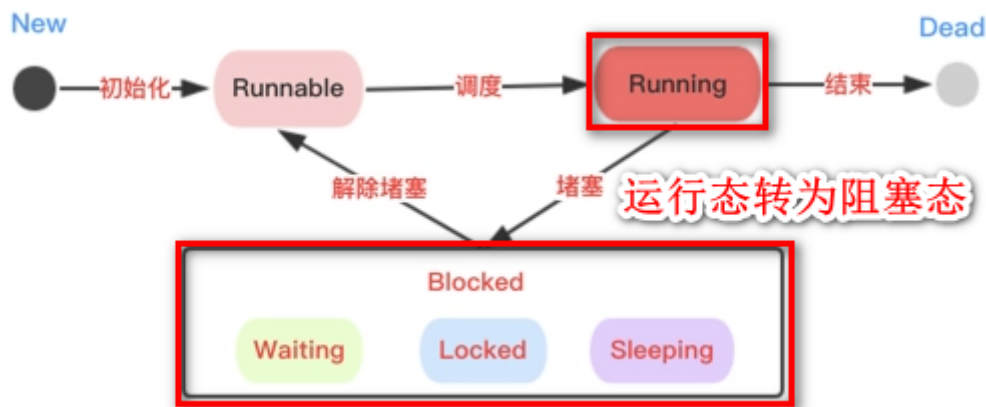 New
Dead
初始化
Runnable
调度
Running
结束
解除堵塞
堵塞
运行态转为阻塞态
Blocked
Waiting
Locked
Sleeping